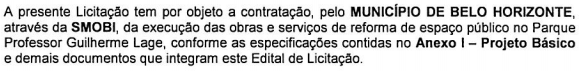 A presente Licitação tem por objeto a contratação, pelo MUNICÍPIO DE BELO HORIZONTE,
através da SMOBI, da execução das obras e serviços de reforma de espaço público no Parque
Professor Guilherme Lage, conforme as especificações contidas no Anexo I – Projeto Básico
e demais documentos que integram este Edital de Licitação.